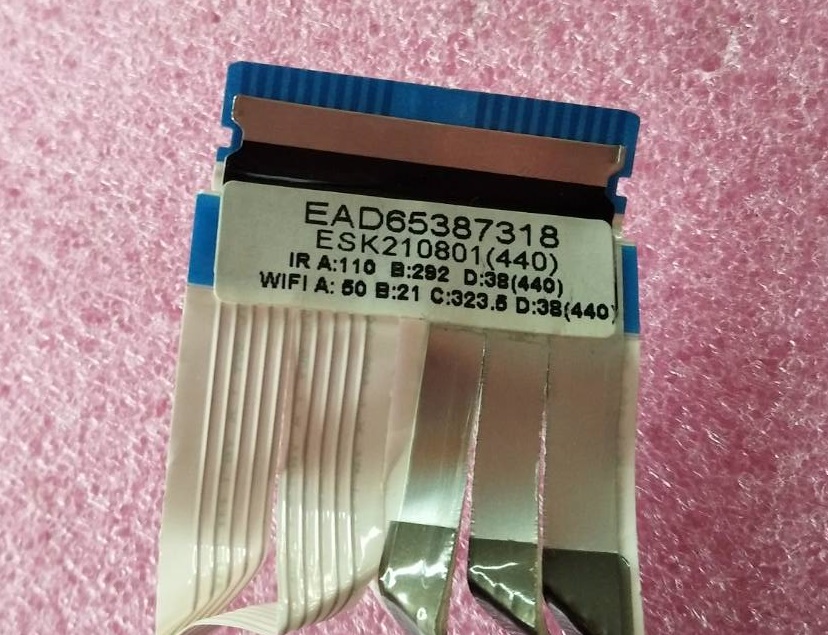 EAD65387318
ESK210801(440)
IR A:110 B:292 D:38(440)
WIFI A: 50 B:21 C:323.5 D:38(440)